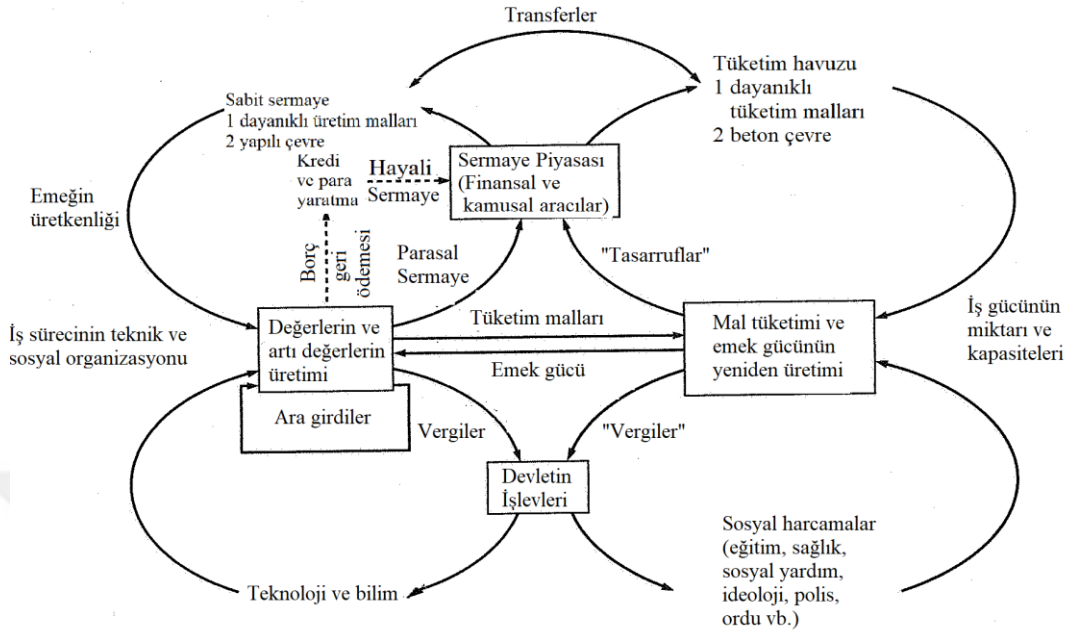 Transferler
Tüketim havuzu
1 dayanıklı
tüketim malları
2 beton çevre
Sabit sermaye
1 dayanıklı üretim malları
2 yapılı çevre
Kredi
ve para
yaratma
Hayali
Sermaye
Sermaye Piyasası
(Finansal ve
kamusal aracılar)
Emeğin
üretkenliği
Borç
geri
ödemesi
Parasal
Sermaye
"Tasarruflar"
İş sürecinin teknik ve
sosyal organizasyonu
Değerlerin ve
artı değerlerin
üretimi
Tüketim malları
Emek gücü
Mal tüketimi ve
emek gücünün
yeniden üretimi
İş gücünün
miktarı ve
kapasiteleri
Ara girdiler
Vergiler
"Vergiler"
Devletin
İşlevleri
Teknoloji ve bilim
Sosyal harcamalar
(eğitim, sağlık,
sosyal yardım,
ideoloji, polis,
ordu vb.)